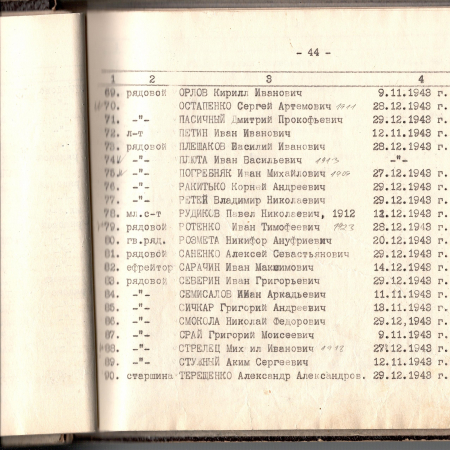 - 44 -
1 2 3 4
69. рядовой ОРЛОВ Кирилл Иванович 9.11.1943 г.
70. ОСТАПЕНКО Сергей Артемович 1911 28.12.1943 г.
71. -"- ПАСИЧНЫЙ Дмитрий Прокофьевич 29.12.1943 г.
72. л-т ПЕТИН Иван Иванович 12.11.1943 г.
73. рядовой ПЛЕШАКОВ Василий Иванович 28.12.1943 г.
74. -"- ПЛЮТА Иван Васильевич 1913 -"-
75. -"- ПОГРЕБНЯК Иван Михайлович 27.12.1943 г.
76. -"- РАКИТЬКО Корней Андреевич 29.12.1943 г.
77. -"- РЕТЕЙ Владимир Николаевич 29.12.1943 г.
78. мл.с-т РУДИКОВ Павел Николаевич, 1912 12.12.1943 г.
79. рядовой РОТЕНКО Иван Тимофеевич 1923 28.12.1943 г.
80. гв.ряд. РОЗМЕТА Никифор Ануфриевич 20.12.1943 г.
81. рядовой САНЕНКО Алексей Севастьянович 29.12.1943 г.
82. ефрейтор САРАЧИН Иван Максимович 14.12.1943 г.
83. рядовой СЕВЕРИН Иван Григорьевич 29.12.1943 г.
84. -"- СЕМИСАЛОВ Иван Аркадьевич 11.11.1943 г.
85. -"- СИЧКАР Григорий Андреевич 13.11.1943 г.
86. -"- СМОКОЛА Николай Федорович 29.12.1943 г.
87. -"- СРАЙ Григорий Моисеевич 9.11.1943 г.
88. -"- СТРЕЛЕЦ Мих ил Иванович 27.12.1943 г.
89. -"- СТУЖНЫЙ Аким Сергеевич 12.11.1943 г.
90. старшина ТЕРЕЩЕНКО Александр Александров. 29.12.1943 г.